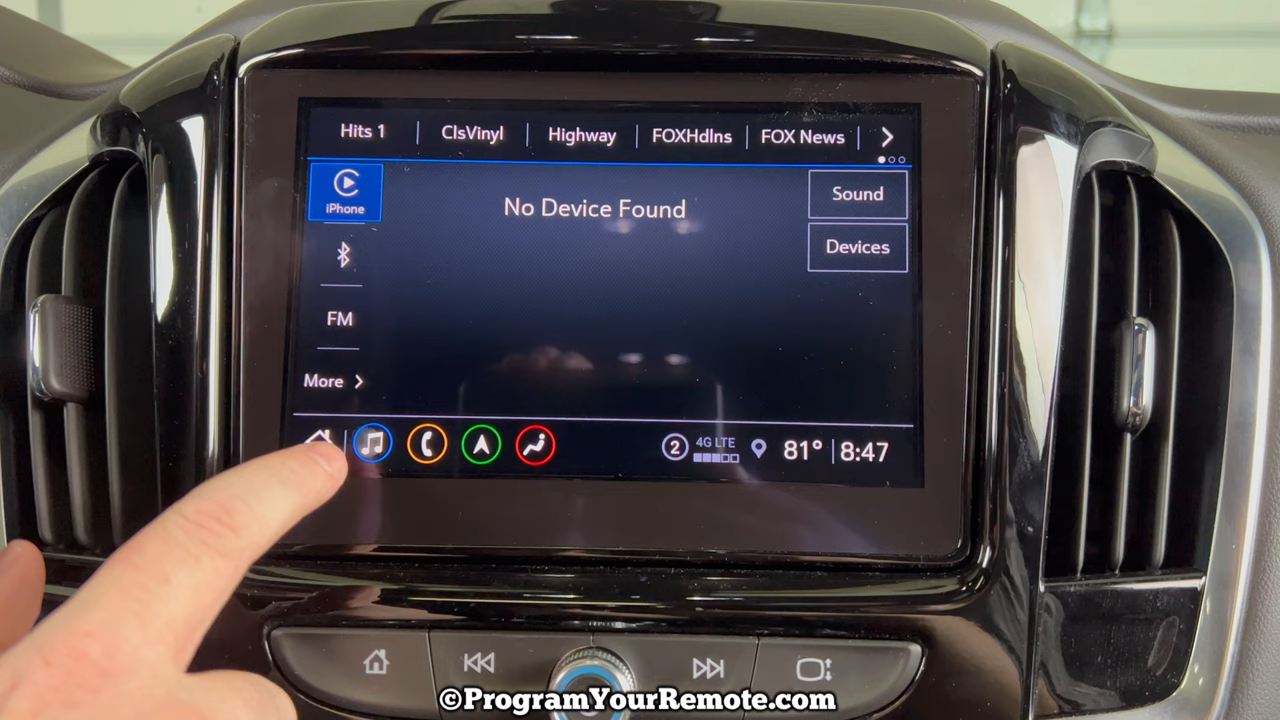 Hits 1 ClsVinyl Highway FOXHdlns FOX News
iPhone
No Device Found
Sound
Devices
FM
More
2 4G LTE 81° 8:47
©ProgramYourRemote.com